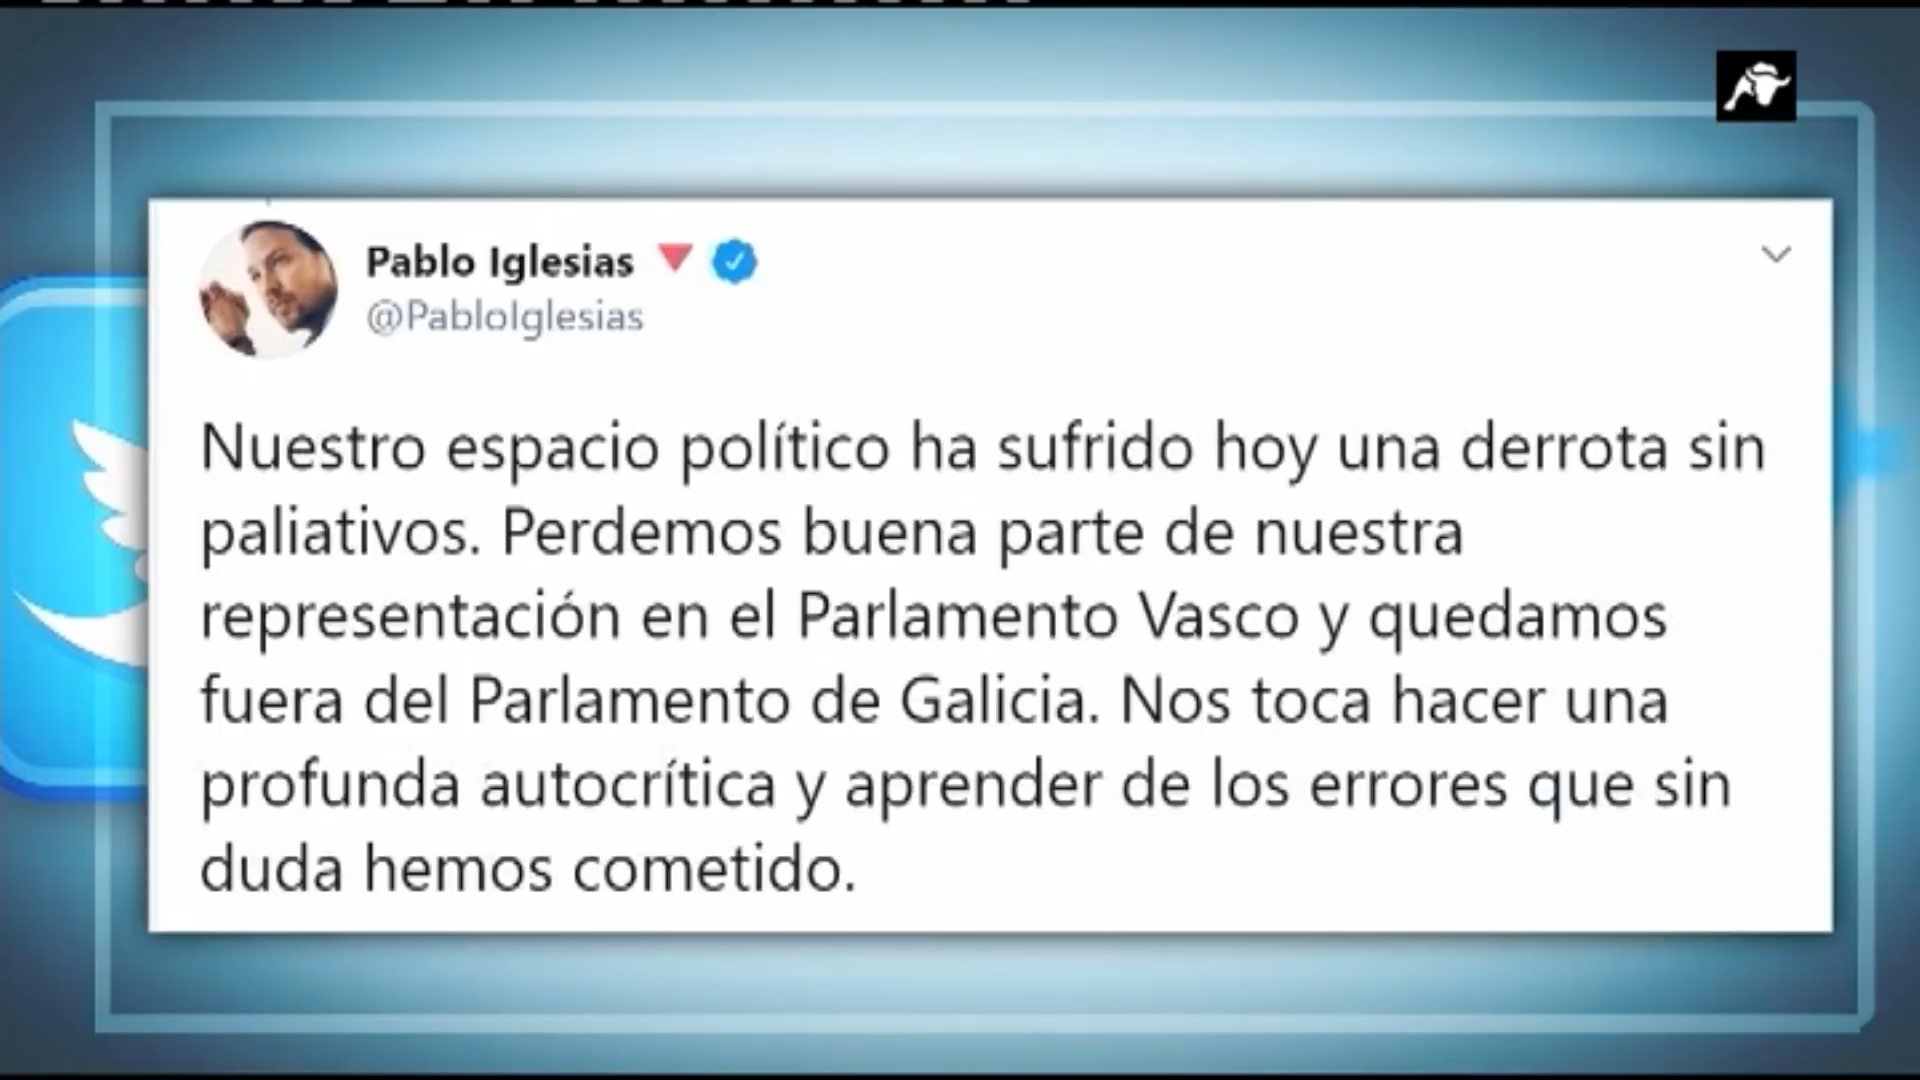 Pablo Iglesias
@PabloIglesias
Nuestro espacio político ha sufrido hoy una derrota sin
paliativos. Perdemos buena parte de nuestra
representación en el Parlamento Vasco y quedamos
fuera del Parlamento de Galicia. Nos toca hacer una
profunda autocrítica y aprender de los errores que sin
duda hemos cometido.